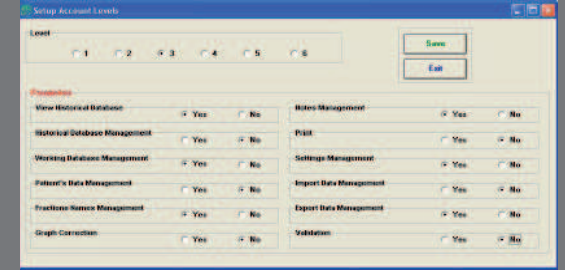 Setup Account Levels
Level
1 2 3 4 5 6
Save
Exit
Parameters
View Historical Database Yes No
Notes Management Yes No
Historical Database Management Yes No
Print Yes No
Working Database Management Yes No
Settings Management Yes No
Patient's Data Management Yes No
Import Data Management Yes No
Fractions Names Management Yes No
Export Data Management Yes No
Graph Correction Yes No
Validation Yes No